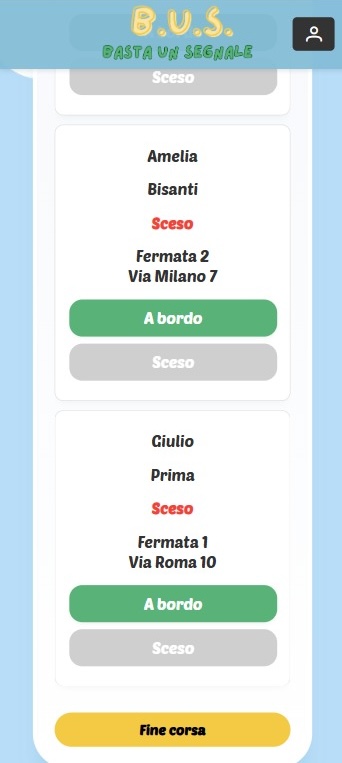 B.U.S.
BASTA UN SEGNALE
Sceso
Amelia
Bisanti
Sceso
Fermata 2
Via Milano 7
A bordo
Sceso
Giulio
Prima
Sceso
Fermata 1
Via Roma 10
A bordo
Sceso
Fine corsa